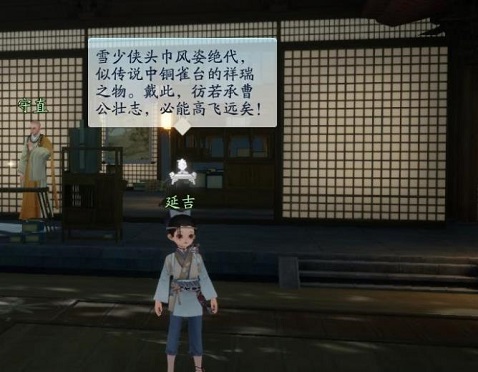 雪少侠头巾风姿绝代，
似传说中铜雀台的祥瑞
之物。戴此，彷若承曹
公壮志，必能高飞远矣！
延吉